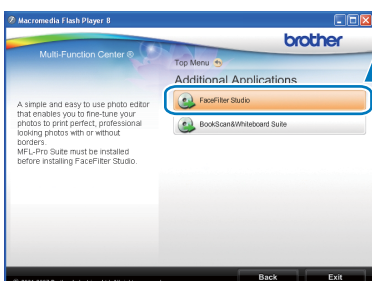 Macromedia Flash Player 8
brother
Multi-Function Center ®
Top Menu
Additional Applications
FaceFilter Studio
BookScan&Whiteboard Suite
A simple and easy to use photo editor
that enables you to fine-tune your
photos to print perfect, professional
looking photos with or without
borders.
MFL-Pro Suite must be installed
before installing FaceFilter Studio.
Back
Exit